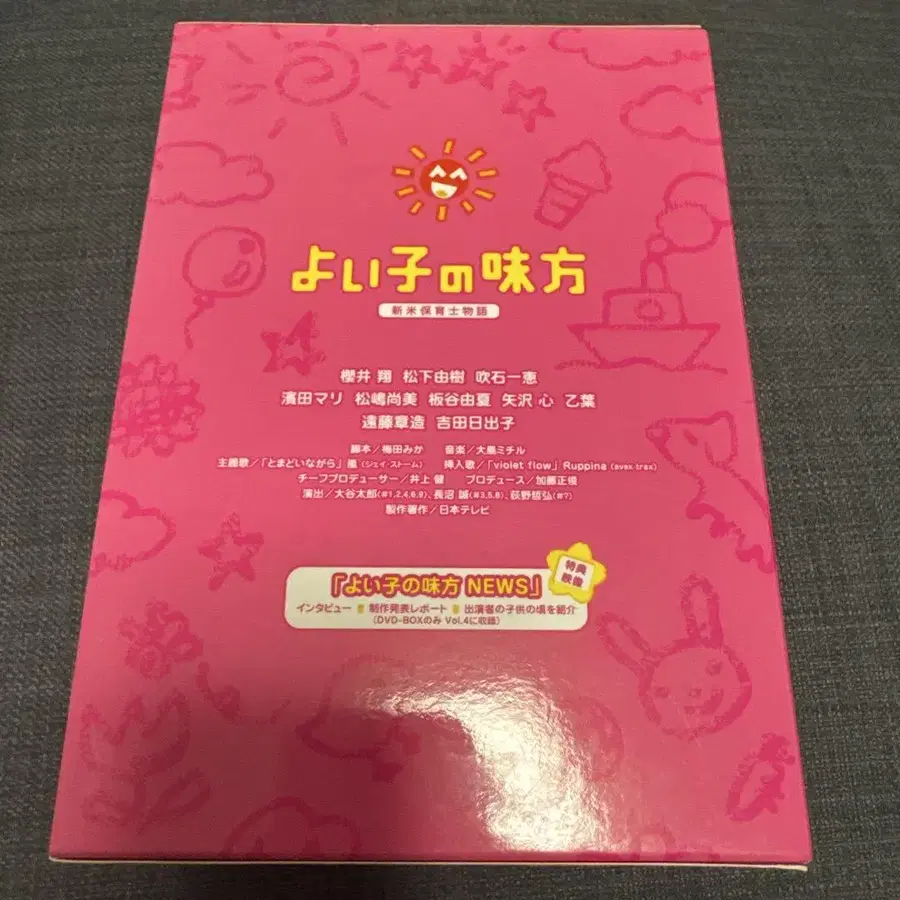 よい子の味方
新米保育士物語
櫻井 翔 松下由樹 吹石一恵
濱田マリ 松嶋尚美 板谷由夏 矢沢 心 乙葉
遠藤章造 吉田日出子
脚本/梅田みか 音楽/大島ミチル
主題歌/「とまどいながら」嵐(ジェイ・ストーム) 挿入歌/「violet flow」Ruppina (avex trax)
チーフプロデューサー/井上 健 プロデュース/加藤正俊
演出/大谷太郎(#1,2,4,6,9)、長沼 誠(#3,5,8)、荻野哲弘(#7)
製作著作/日本テレビ
特典映像
「よい子の味方 NEWS」
インタビュー 制作発表レポート 出演者の子供の頃を紹介
(DVD-BOXのみ Vol.4に収録)